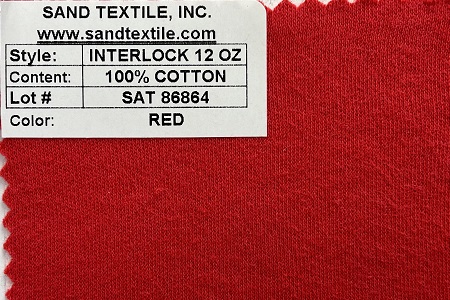 SAND TEXTILE, INC.
www.sandtextile.com
Style: INTERLOCK 12 OZ
Content: 100% COTTON
Lot # SAT 86864
Color: RED